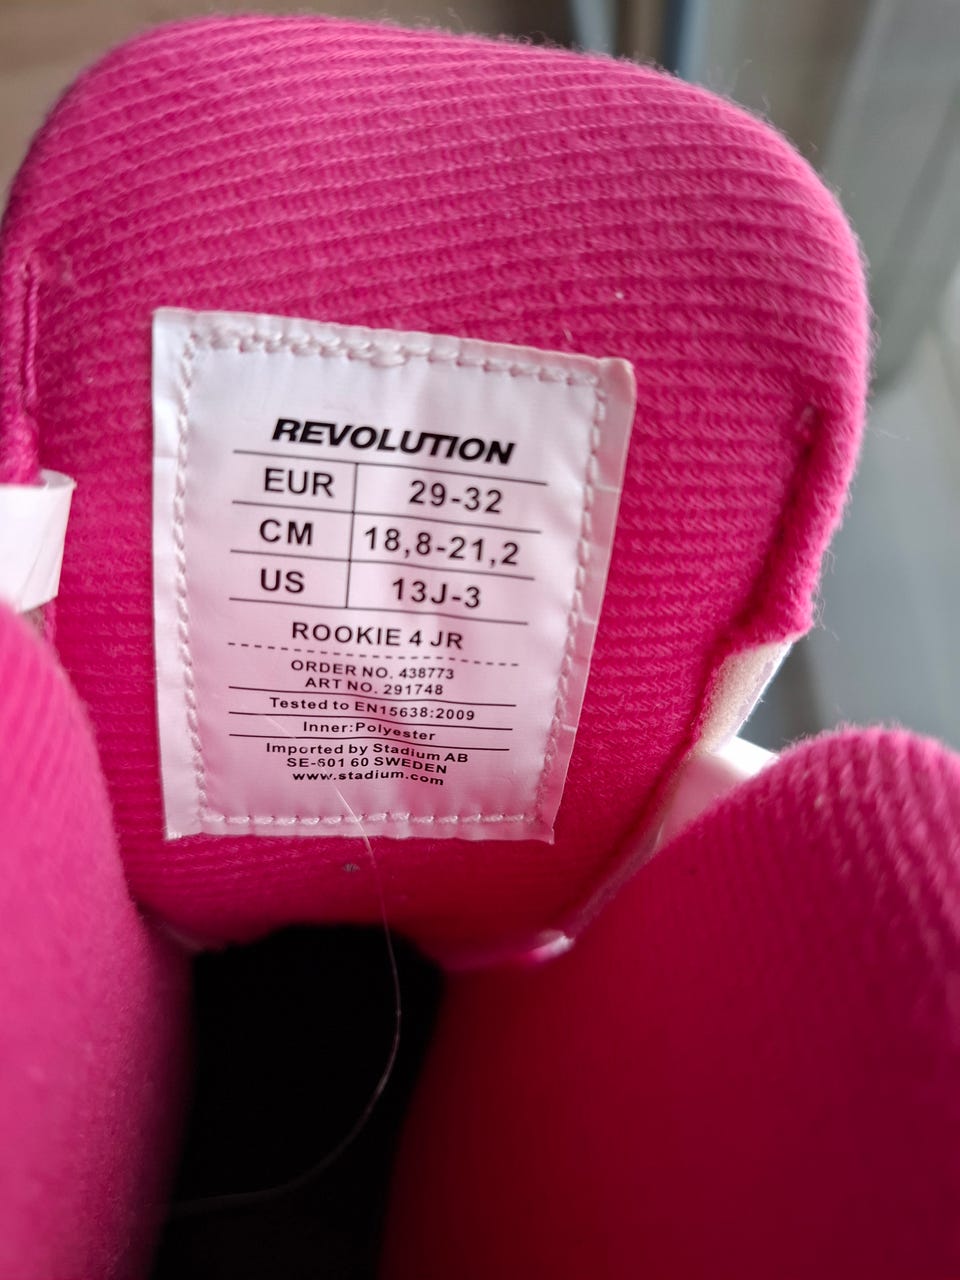 REVOLUTION
EUR 29-32
CM 18,8-21,2
US 13J-3
ROOKIE 4 JR
ORDER NO. 438773
ART NO. 291748
Tested to EN15638:2009
Inner:Polyester
Imported by Stadium AB
SE-601 60 SWEDEN
www.stadium.com